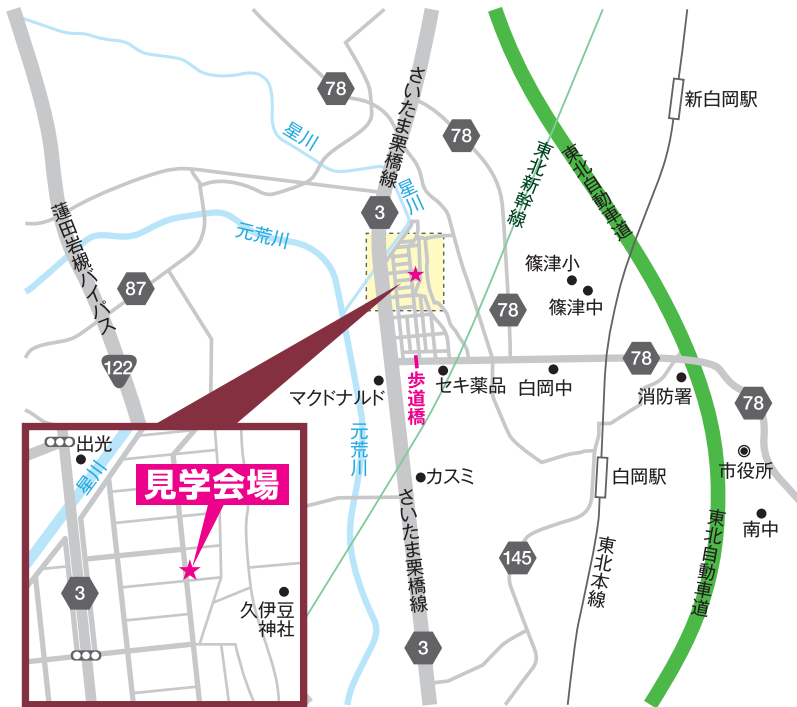 78
さいたま栗橋線
78
新白岡駅
星川
東北新幹線
東北自動車道
星川
3
蓮田岩槻バイパス
元荒川
87
篠津小
篠津中
78
122
78
歩道橋
セキ薬品
白岡中
消防署
マクドナルド
78
元荒川
市役所
出光
星川
見学会場
カスミ
白岡駅
南中
さいたま栗橋線
東北自動車道
145
東北本線
3
久伊豆
神社
3